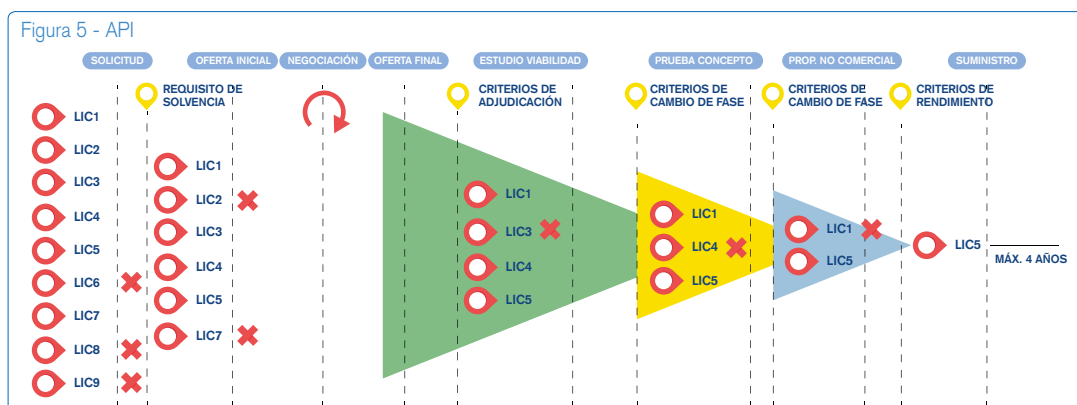 Figura 5 - API
SOLICITUD
OFERTA INICIAL
NEGOCIACIÓN
OFERTA FINAL
ESTUDIO VIABILIDAD
PRUEBA CONCEPTO
PROP. NO COMERCIAL
SUMINISTRO
REQUISITO DE
SOLVENCIA
CRITERIOS DE
ADJUDICACIÓN
CRITERIOS DE
CAMBIO DE FASE
CRITERIOS DE
CAMBIO DE FASE
CRITERIOS DE
RENDIMIENTO
LIC1
LIC2
LIC3
LIC4
LIC5
LIC6
LIC7
LIC8
LIC9
LIC1
LIC2
LIC3
LIC4
LIC5
LIC7
LIC1
LIC3
LIC4
LIC5
LIC1
LIC4
LIC5
LIC1
LIC5
LIC5
MÁX. 4 AÑOS